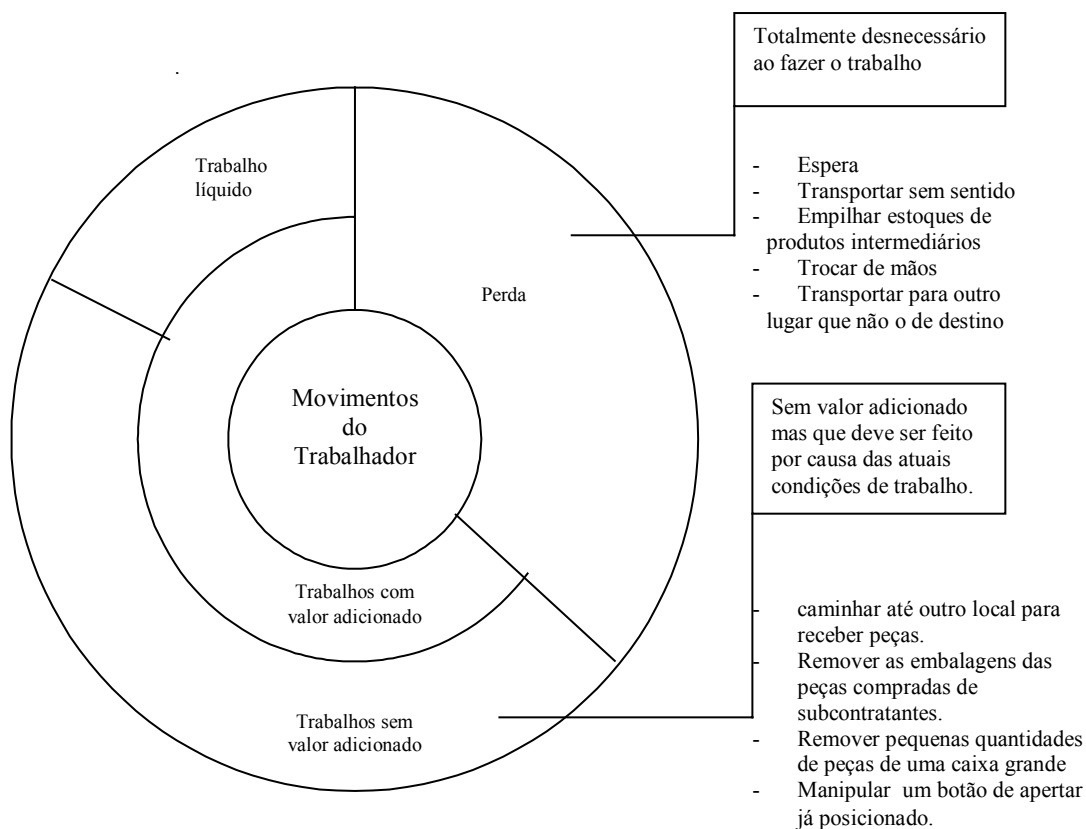 Totalmente desnecessário
ao fazer o trabalho
.
Trabalho
líquido
- Espera
- Transportar sem sentido
- Empilhar estoques de
produtos intermediários
- Trocar de mãos
- Transportar para outro
lugar que não o de destino
Perda
Movimentos
do
Trabalhador
Sem valor adicionado
mas que deve ser feito
por causa das atuais
condições de trabalho.
Trabalhos com
valor adicionado
Trabalhos sem
valor adicionado
- caminhar até outro local para
receber peças.
- Remover as embalagens das
peças compradas de
subcontratantes.
- Remover pequenas quantidades
de peças de uma caixa grande
- Manipular um botão de apertar
já posicionado.